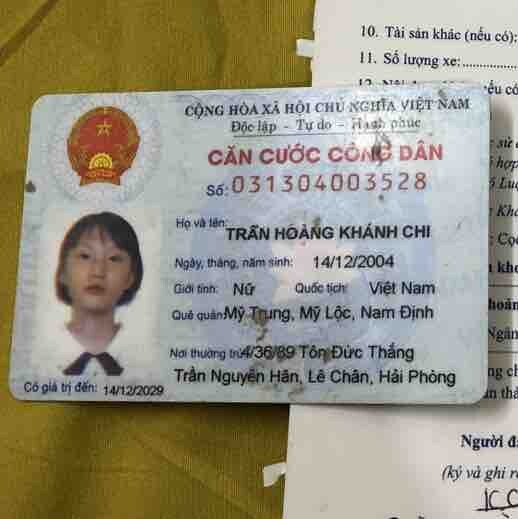 10. Tài sản khác (nếu có):
11. Số lượng xe:
CỘNG HÒA XÃ HỘI CHỦ NGHĨA VIỆT NAM
Độc lập - Tự do - Hạnh phúc
CĂN CƯỚC CÔNG DÂN
Số: 031304003528
Họ và tên:
TRẦN HOÀNG KHÁNH CHI
Ngày, tháng, năm sinh: 14/12/2004
Giới tính: Nữ Quốc tịch: Việt Nam
Quê quán: Mỹ Trung, Mỹ Lộc, Nam Định
Nơi thường trú: 4/36/89 Tôn Đức Thắng
Trần Nguyên Hãn, Lê Chân, Hải Phòng
Có giá trị đến: 14/12/2029
Người
(ký và ghi